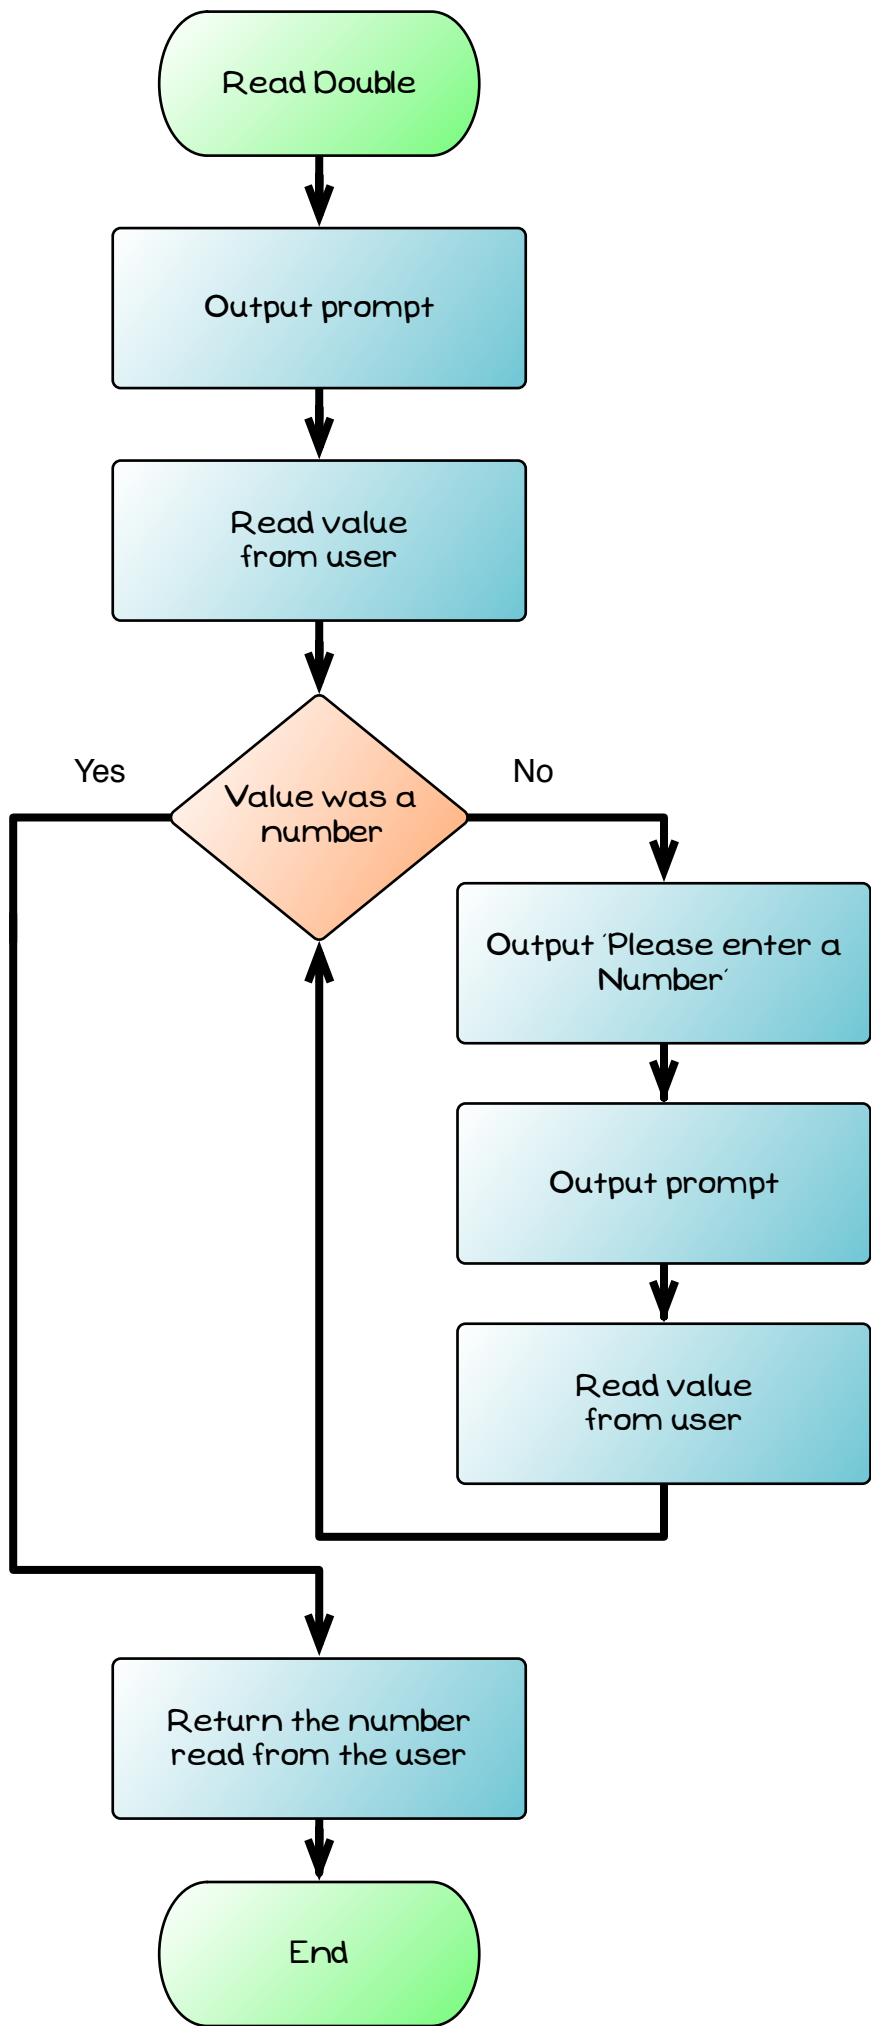 Read Double
Output prompt
Read value
from user
Yes
No
Value was a
number
Output 'Please enter a
Number'
Output prompt
Read value
from user
Return the number
read from the user
End